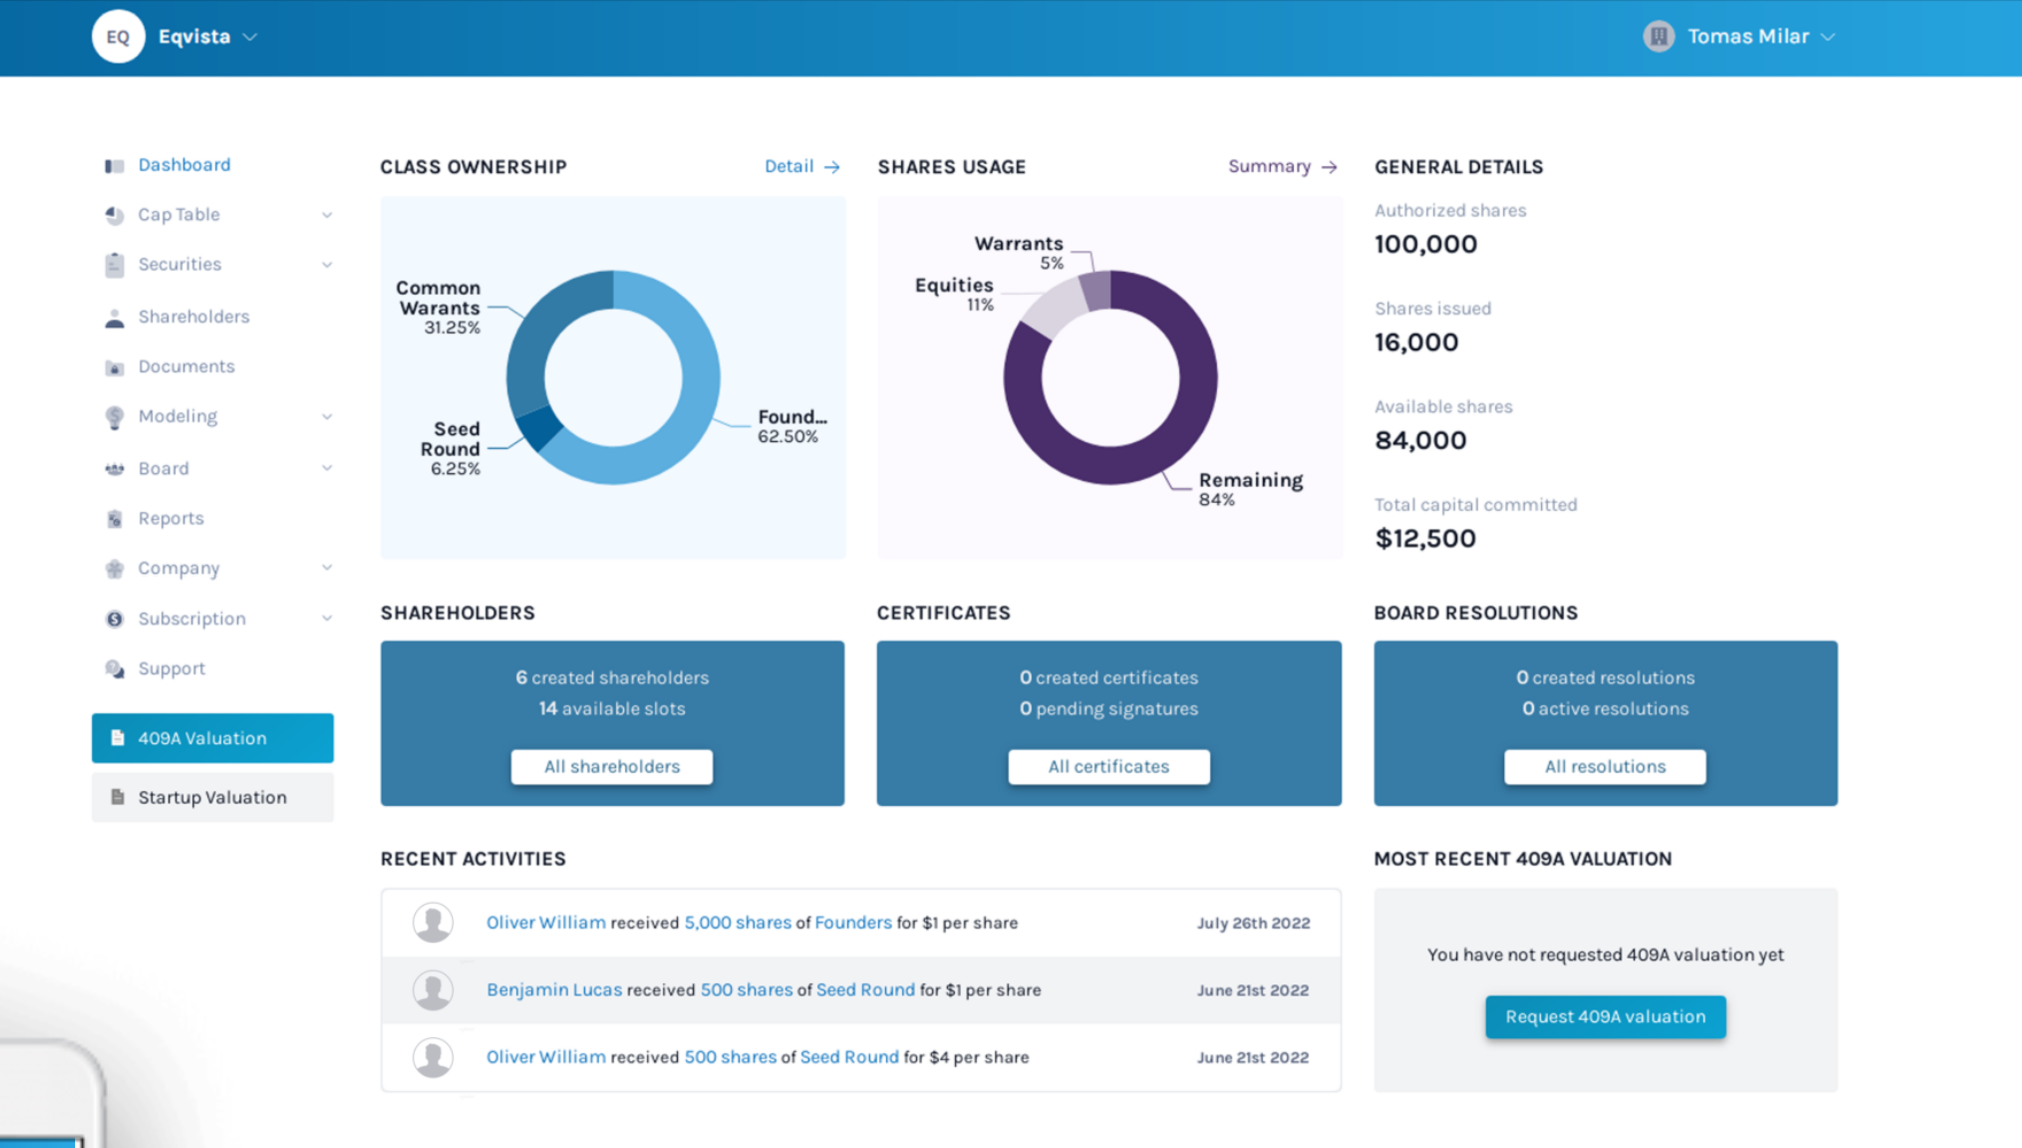 EQ Eqvista
Tomas Milar
Dashboard
Cap Table
Securities
Shareholders
Documents
Modeling
Board
Reports
Company
Subscription
Support
409A Valuation
Startup Valuation
CLASS OWNERSHIP
Detail →
Common
Warants
31.25%
Seed
Round
6.25%
Found...
62.50%
SHARES USAGE
Summary →
Warrants
5%
Equities
11%
Remaining
84%
GENERAL DETAILS
Authorized shares
100,000
Shares issued
16,000
Available shares
84,000
Total capital committed
$12,500
SHAREHOLDERS
6 created shareholders
14 available slots
All shareholders
CERTIFICATES
0 created certificates
0 pending signatures
All certificates
BOARD RESOLUTIONS
0 created resolutions
0 active resolutions
All resolutions
RECENT ACTIVITIES
Oliver William received 5,000 shares of Founders for $1 per share July 26th 2022
Benjamin Lucas received 500 shares of Seed Round for $1 per share June 21st 2022
Oliver William received 500 shares of Seed Round for $4 per share June 21st 2022
MOST RECENT 409A VALUATION
You have not requested 409A valuation yet
Request 409A valuation